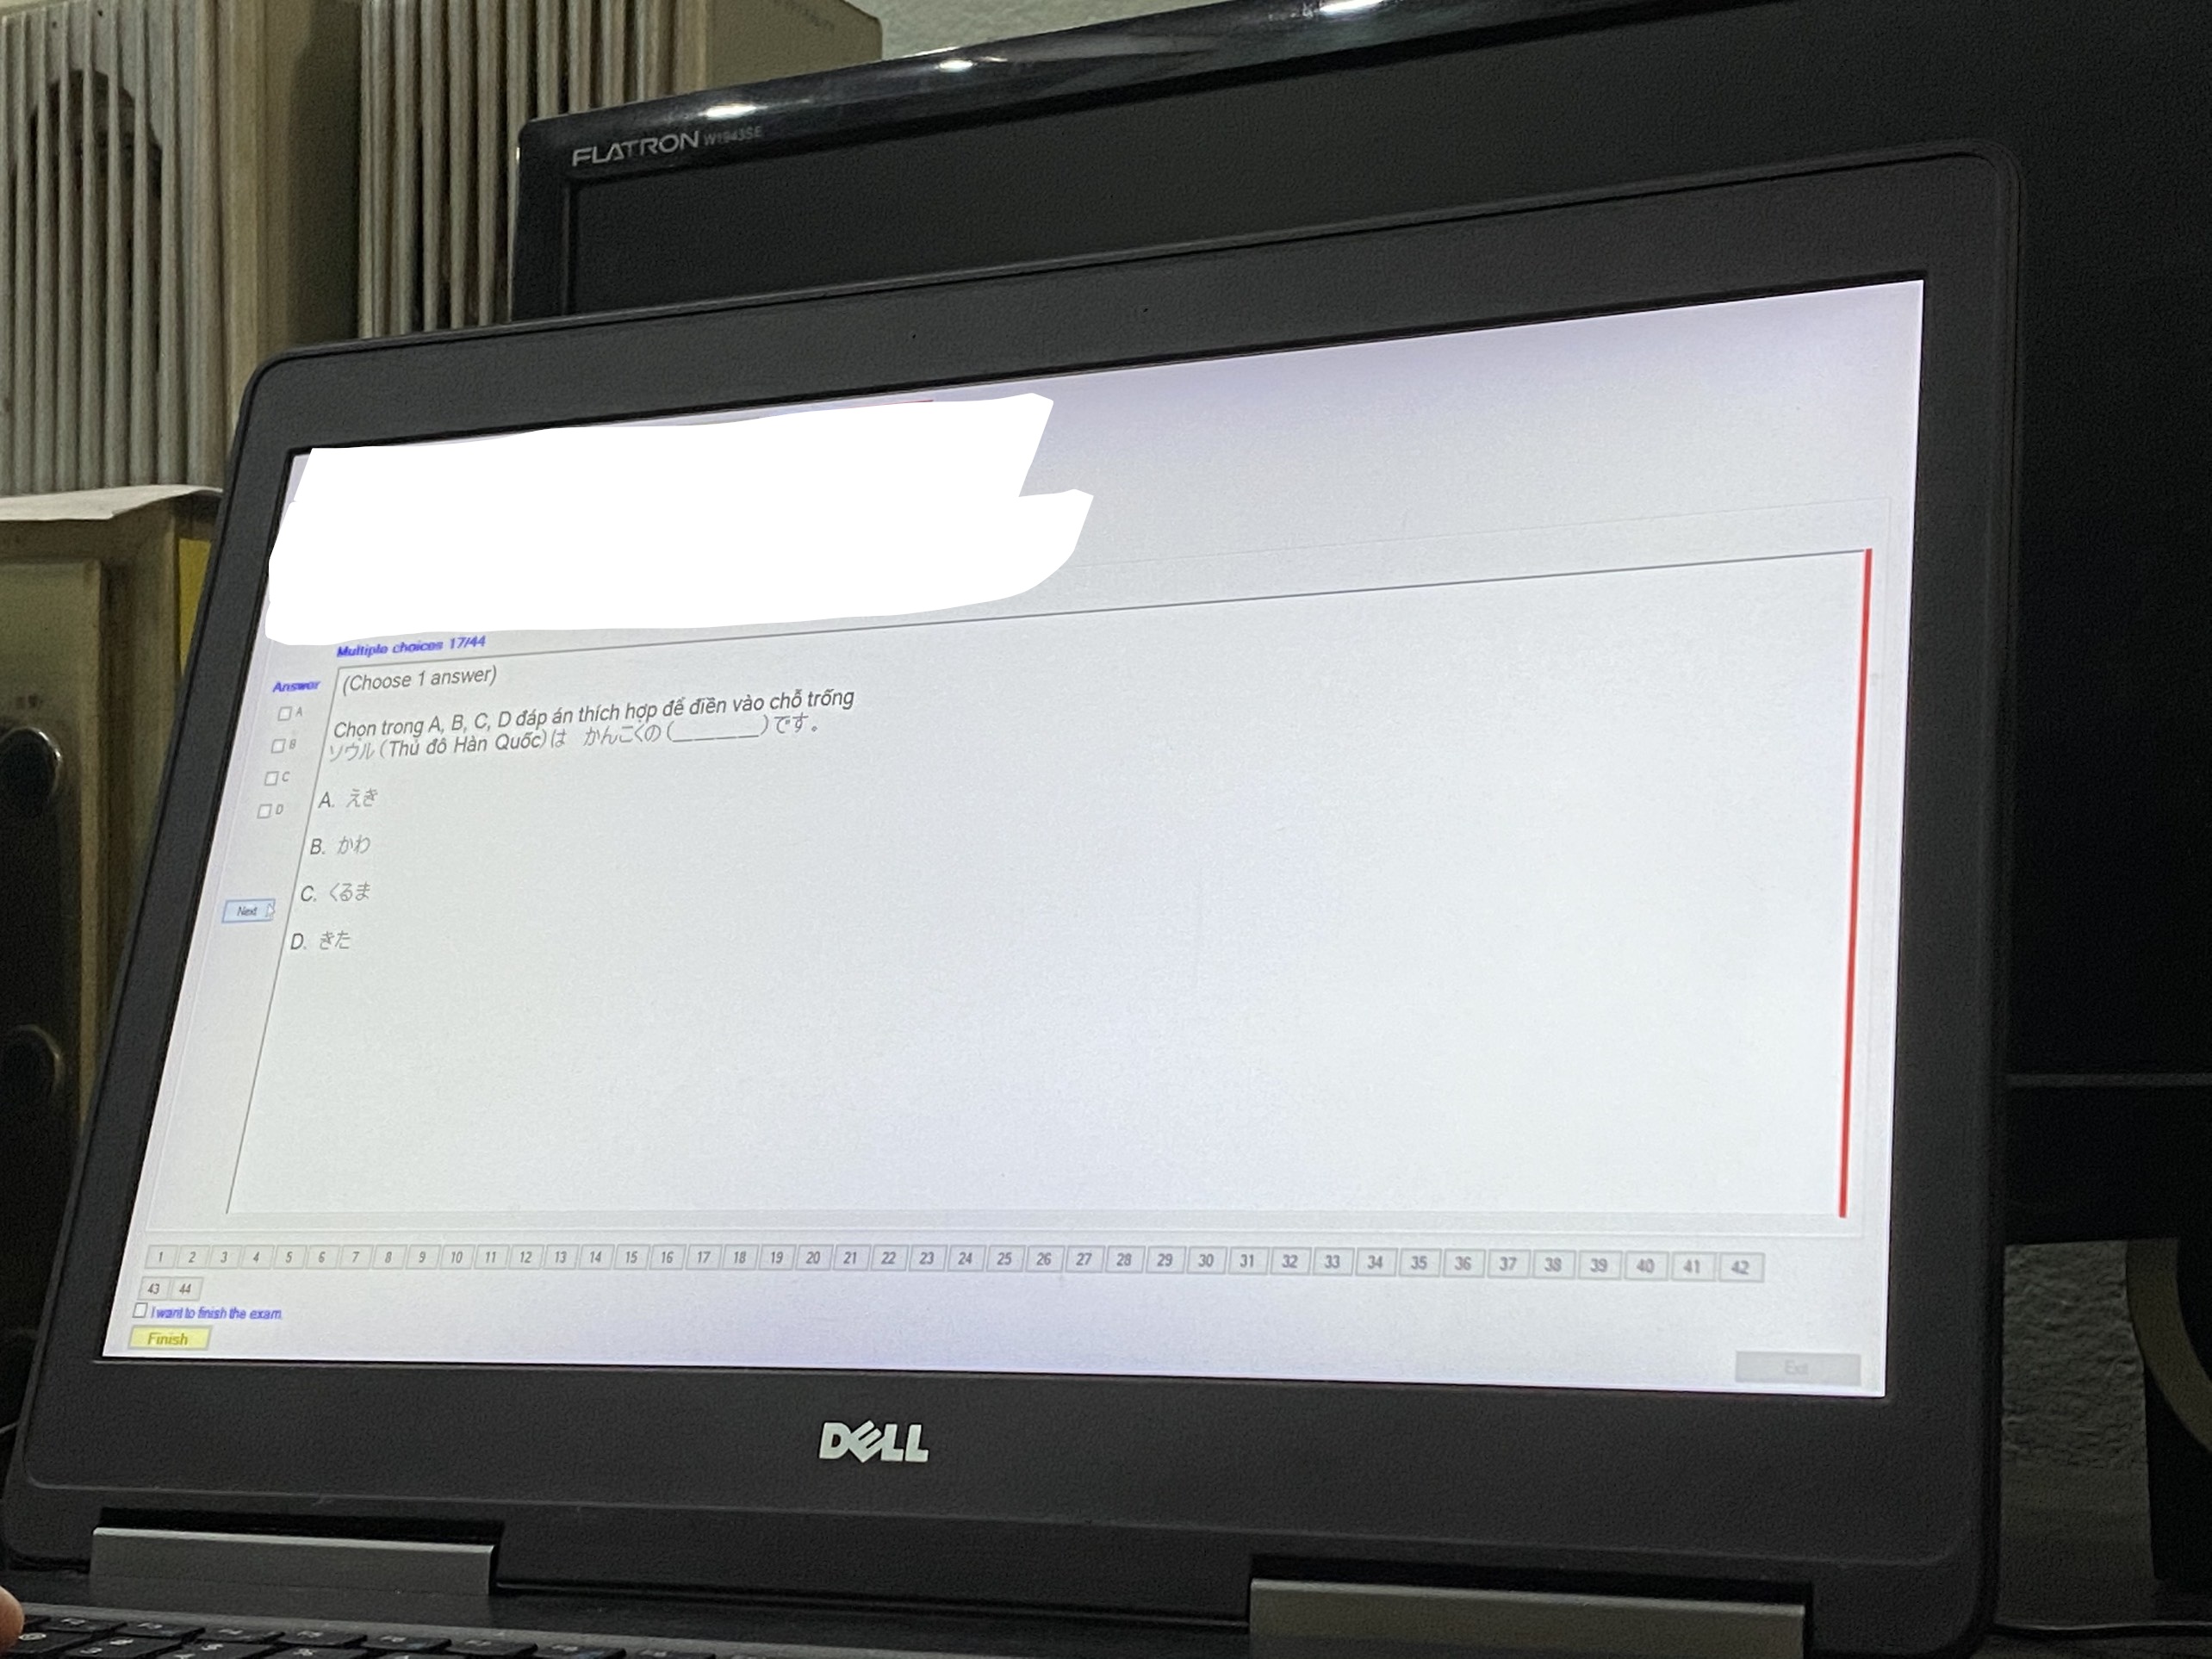 FLATRON W1943SE
Multiple choices 17/44
Answer
(Choose 1 answer)
A
B
C
D
Chọn trong A, B, C, D đáp án thích hợp để điền vào chỗ trống
ソウル (Thủ đô Hàn Quốc) は かんこくの (________) です。
A. えき
B. かわ
C. くるま
D. きた
Next
1 2 3 4 5 6 7 8 9 10 11 12 13 14 15 16 17 18 19 20 21 22 23 24 25 26 27 28 29 30 31 32 33 34 35 36 37 38 39 40 41 42
43 44
I want to finish the exam.
Finish
Exit
DELL